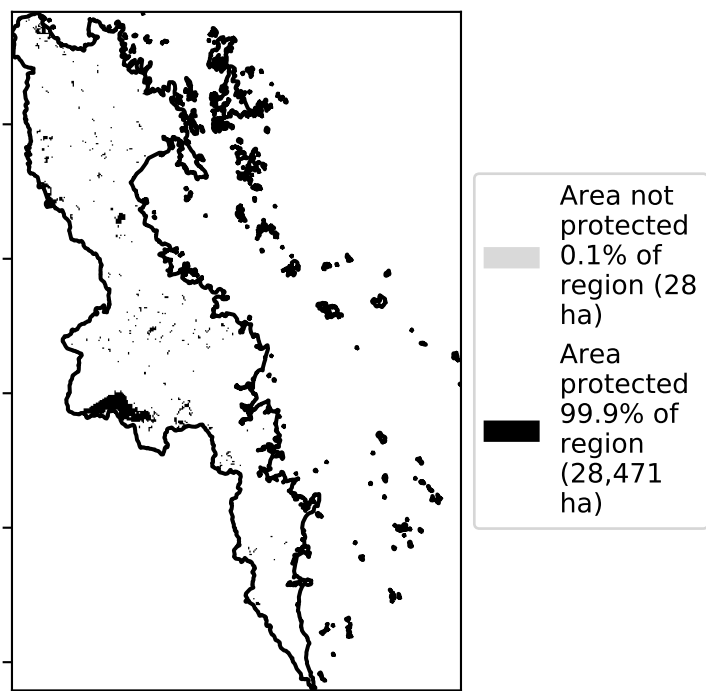 Area not
protected
0.1% of
region (28
ha)
Area
protected
99.9% of
region
(28,471
ha)